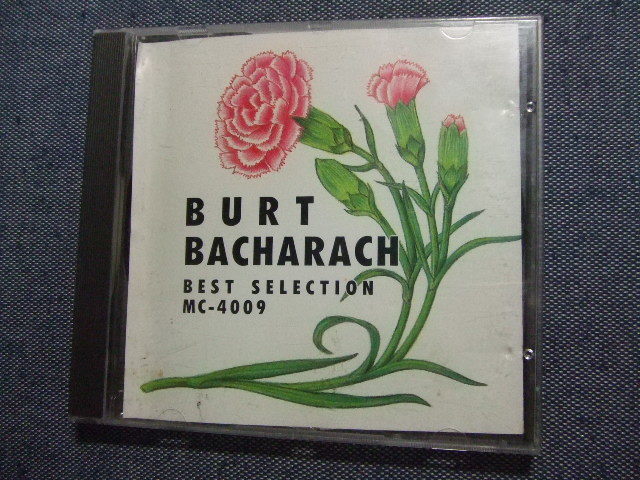 BURT
BACHARACH
BEST SELECTION
MC-4009